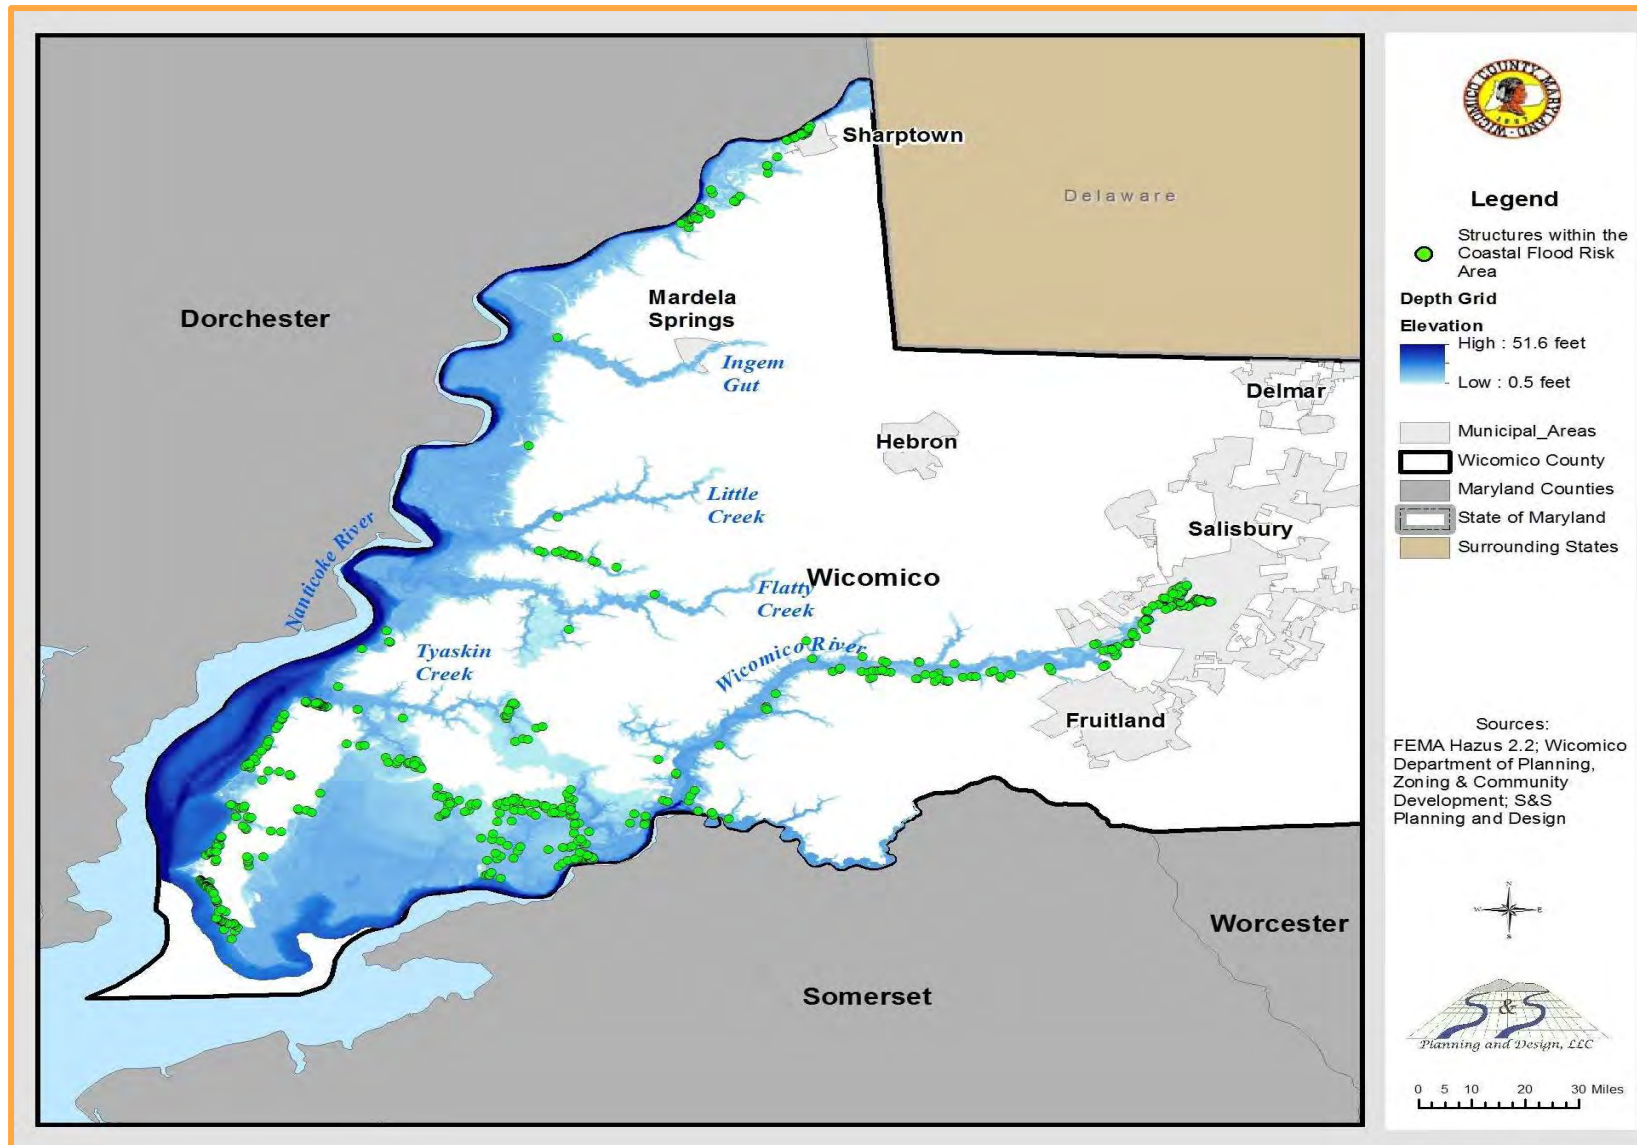 Sharptown
Delaware
Dorchester
Mardela
Springs
Ingem
Gut
Delmar
Hebron
Little
Creek
Salisbury
Nanticoke River
Wicomico
Flatty
Creek
Tyaskin
Creek
Wicomico River
Fruitland
Worcester
Somerset
WICOMICO COUNTY MARYLAND
1867
Legend
Structures within the
Coastal Flood Risk
Area
Depth Grid
Elevation
High : 51.6 feet
Low : 0.5 feet
Municipal_Areas
Wicomico County
Maryland Counties
State of Maryland
Surrounding States
Sources:
FEMA Hazus 2.2; Wicomico
Department of Planning,
Zoning & Community
Development; S&S
Planning and Design
N
W E
S
S & S
Planning and Design, LLC
0 5 10 20 30 Miles